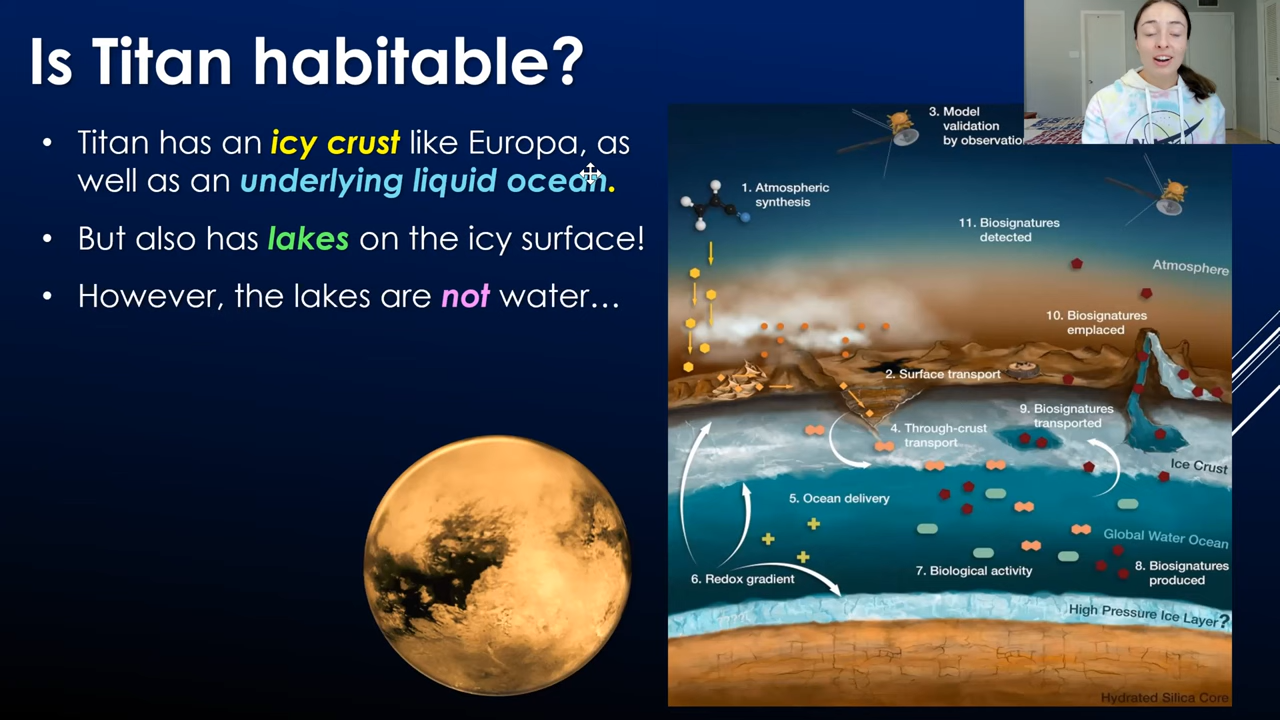 Is Titan habitable?
• Titan has an icy crust like Europa, as
well as an underlying liquid ocean.
• But also has lakes on the icy surface!
• However, the lakes are not water…
3. Model
validation
by observation
1. Atmospheric
synthesis
11. Biosignatures
detected
Atmosphere
10. Biosignatures
emplaced
2. Surface transport
9. Biosignatures
transported
4. Through-crust
transport
Ice Crust
5. Ocean delivery
Global Water Ocean
6. Redox gradient
7. Biological activity
8. Biosignatures
produced
High Pressure Ice Layer?
Hydrated Silica Core